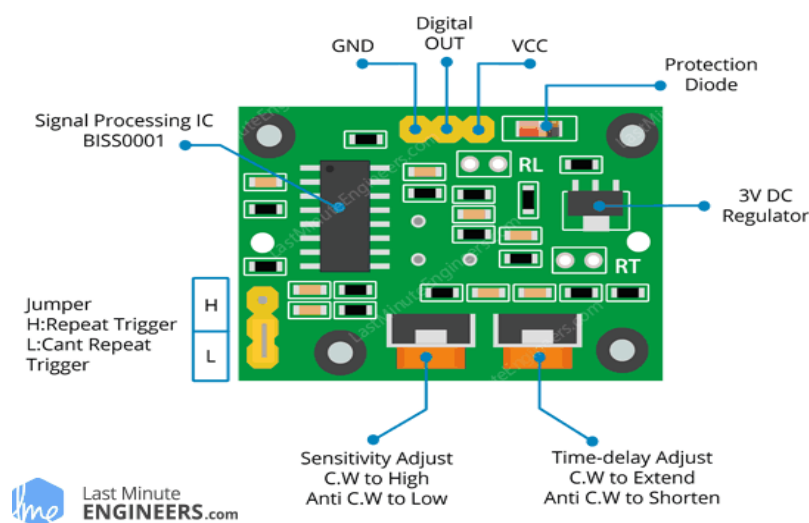 Digital
OUT
GND
VCC
Protection
Diode
Signal Processing IC
BISS0001
RL
3V DC
Regulator
RT
Jumper
H:Repeat Trigger
L:Cant Repeat
Trigger
H
L
Sensitivity Adjust
C.W to High
Anti C.W to Low
Time-delay Adjust
C.W to Extend
Anti C.W to Shorten
lme
Last Minute
ENGINEERS.com